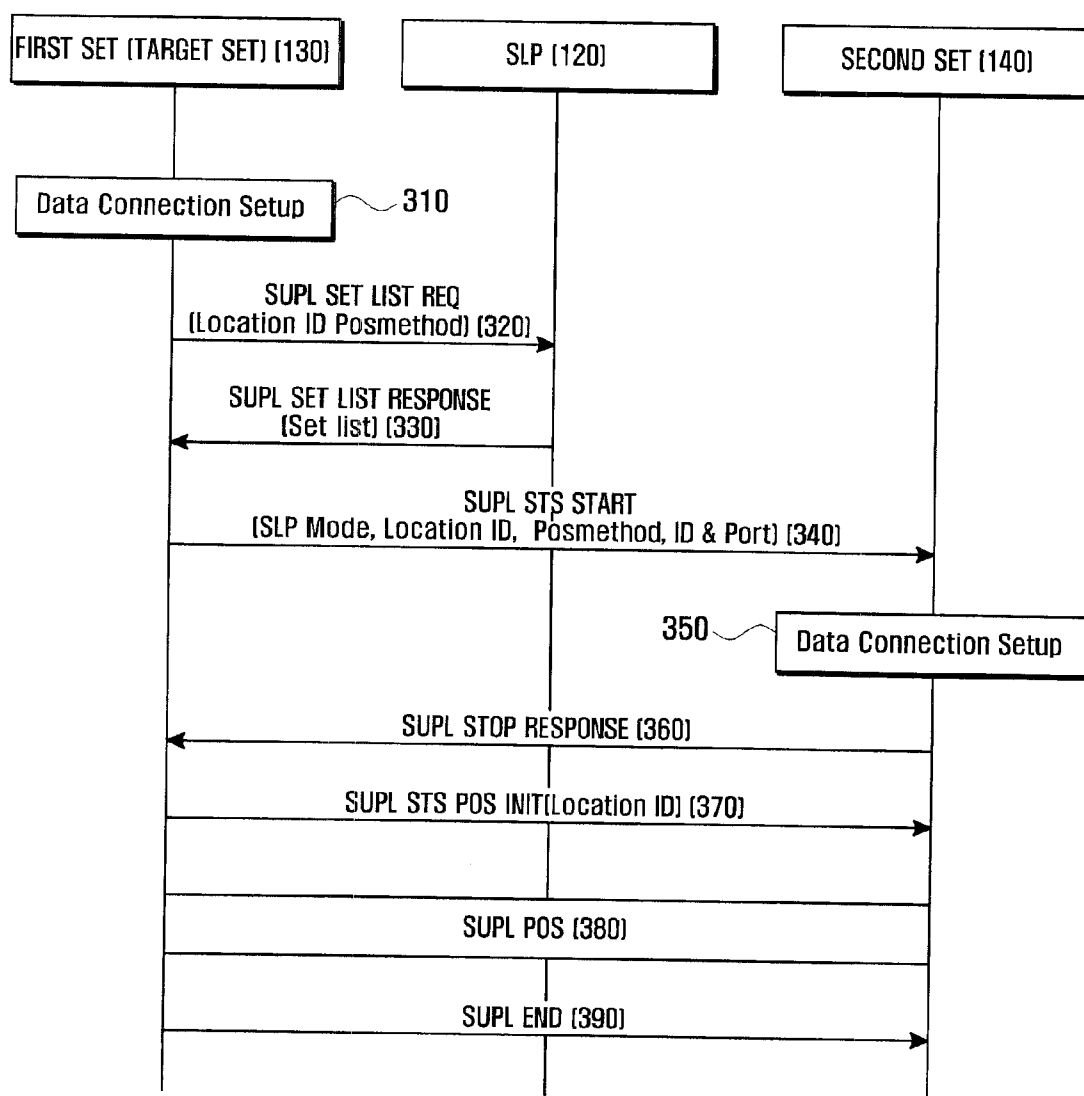 FIRST SET (TARGET SET) (130)
SLP (120)
SECOND SET (140)
Data Connection Setup
310
SUPL SET LIST REQ
(Location ID Posmethod) (320)
SUPL SET LIST RESPONSE
(Set list) (330)
SUPL STS START
(SLP Mode, Location ID, Posmethod, ID & Port) (340)
350
Data Connection Setup
SUPL STOP RESPONSE (360)
SUPL STS POS INIT(Location ID) (370)
SUPL POS (380)
SUPL END (390)